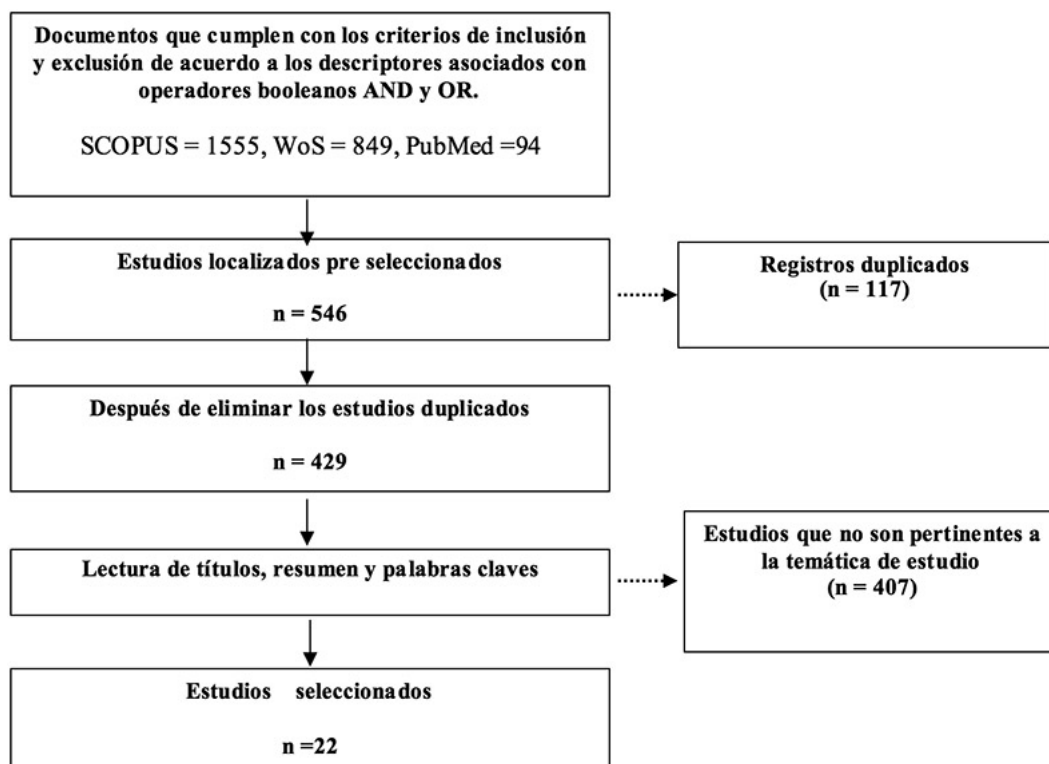 Documentos que cumplen con los criterios de inclusión
y exclusión de acuerdo a los descriptores asociados con
operadores booleanos AND y OR.
SCOPUS = 1555, WoS = 849, PubMed =94
Estudios localizados pre seleccionados
n = 546
Registros duplicados
(n = 117)
Después de eliminar los estudios duplicados
n = 429
Lectura de títulos, resumen y palabras claves
Estudios que no son pertinentes a
la temática de estudio
(n = 407)
Estudios seleccionados
n =22